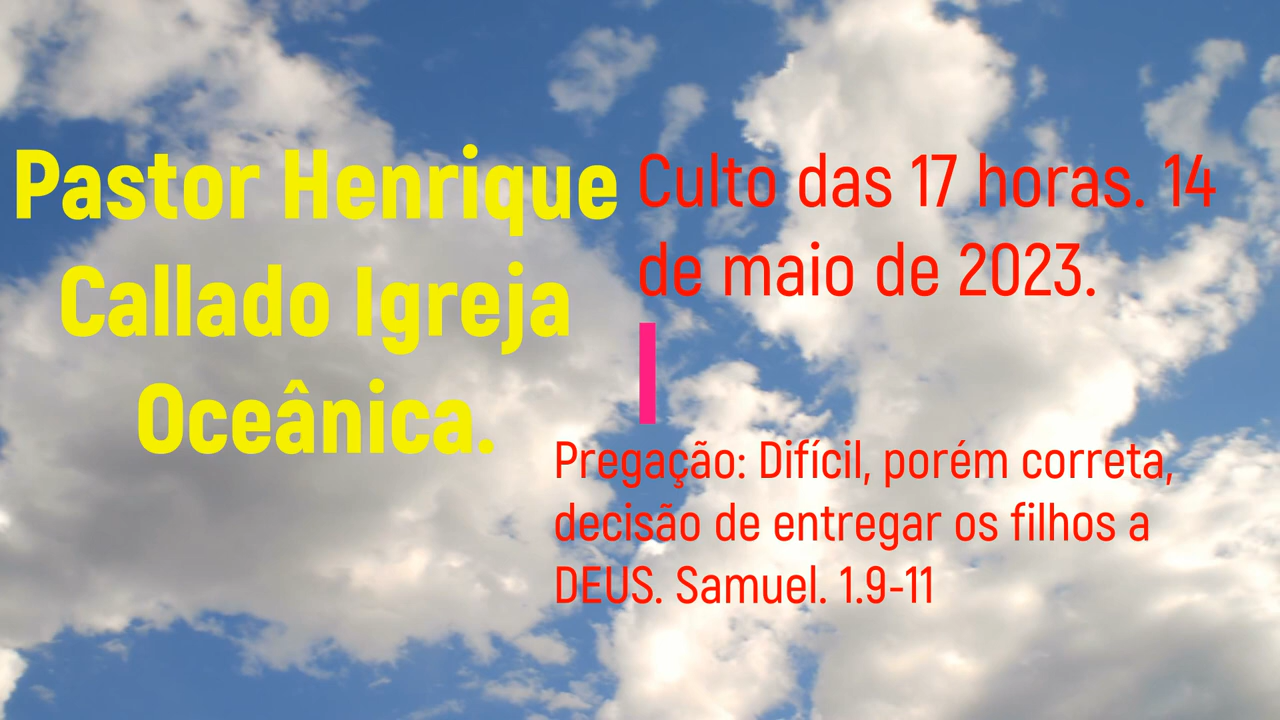 Pastor Henrique
Callado Igreja
Oceânica.
Culto das 17 horas. 14
de maio de 2023.
Pregação: Difícil, porém correta,
decisão de entregar os filhos a
DEUS. Samuel. 1.9-11